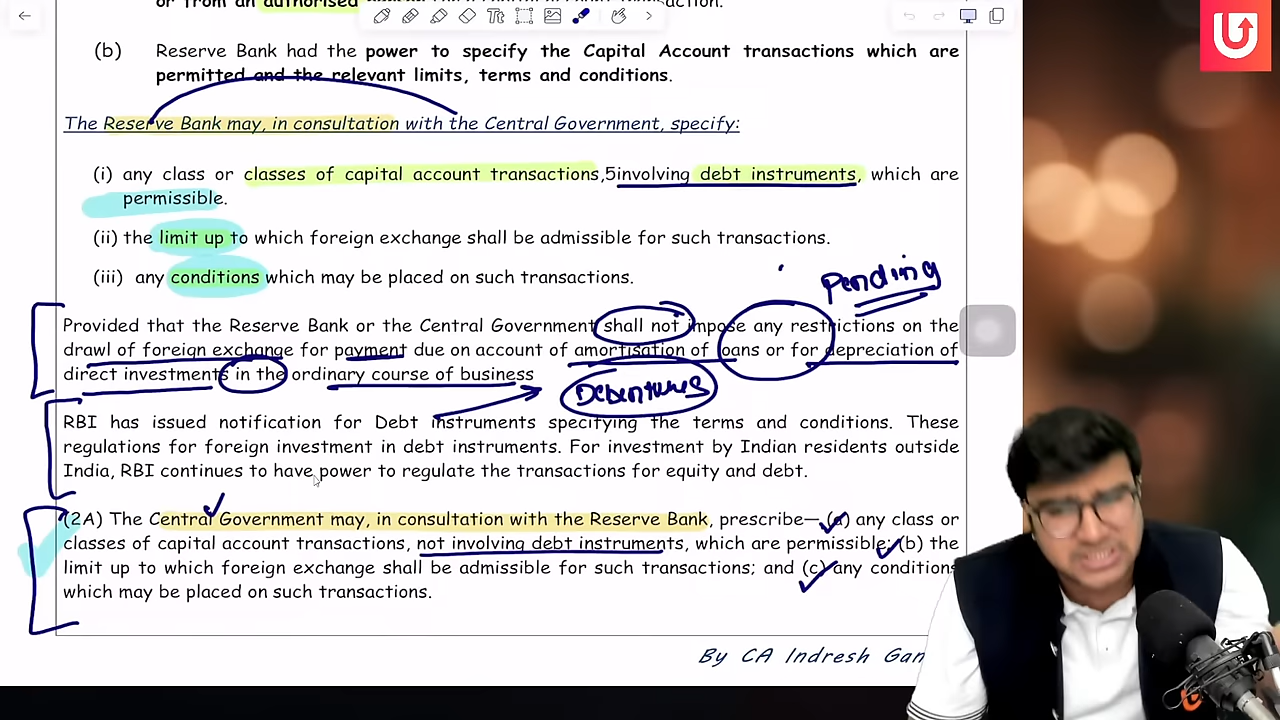 or from an authorised
(b) Reserve Bank had the power to specify the Capital Account transactions which are
permitted and the relevant limits, terms and conditions.
The Reserve Bank may, in consultation with the Central Government, specify:
(i) any class or classes of capital account transactions,5involving debt instruments, which are
permissible.
(ii) the limit up to which foreign exchange shall be admissible for such transactions.
(iii) any conditions which may be placed on such transactions.
Pending
Provided that the Reserve Bank or the Central Government shall not impose any restrictions on the
drawl of foreign exchange for payment due on account of amortisation of loans or for depreciation of
direct investments in the ordinary course of business
Debentures
RBI has issued notification for Debt instruments specifying the terms and conditions. These
regulations for foreign investment in debt instruments. For investment by Indian residents outside
India, RBI continues to have power to regulate the transactions for equity and debt.
(2A) The Central Government may, in consultation with the Reserve Bank, prescribe— (a) any class or
classes of capital account transactions, not involving debt instruments, which are permissible; (b) the
limit up to which foreign exchange shall be admissible for such transactions; and (c) any conditions
which may be placed on such transactions.
By CA Indresh Gan